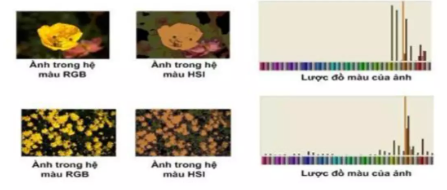 Ảnh trong hệ
màu RGB
Ảnh trong hệ
màu HSI
Lược đồ màu của ảnh
Ảnh trong hệ
màu RGB
Ảnh trong hệ
màu HSI
Lược đồ màu của ảnh